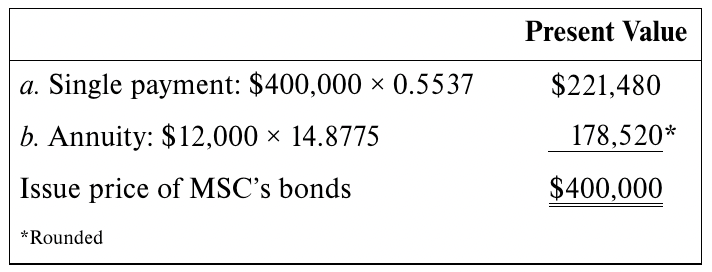 Present Value
a. Single payment: $400,000 × 0.5537 $221,480
b. Annuity: $12,000 × 14.8775 178,520*
Issue price of MSC’s bonds $400,000
*Rounded